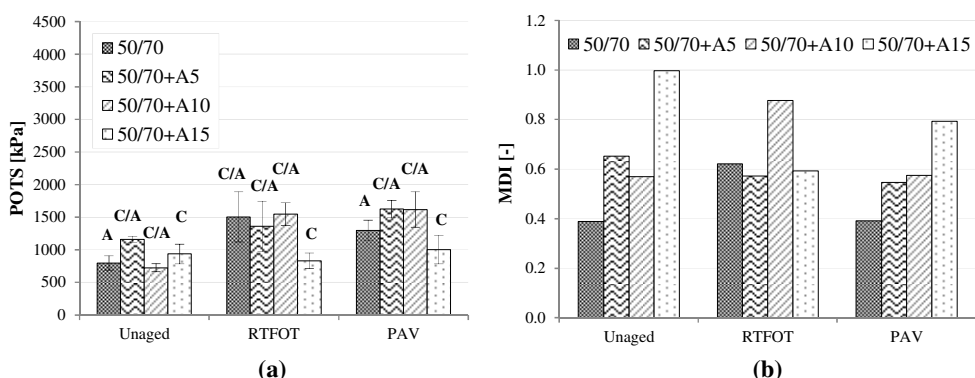 POTS [kPa]
4500
4000
3500
3000
2500
2000
1500
1000
500
0
50/70
50/70+A5
50/70+A10
50/70+A15
A
C/A
C/A
C
C/A
C/A
C/A
C
A
C/A
C/A
C
Unaged
RTFOT
PAV
(a)
MDI [-]
1.2
1.0
0.8
0.6
0.4
0.2
0.0
50/70 50/70+A5 50/70+A10 50/70+A15
Unaged
RTFOT
PAV
(b)